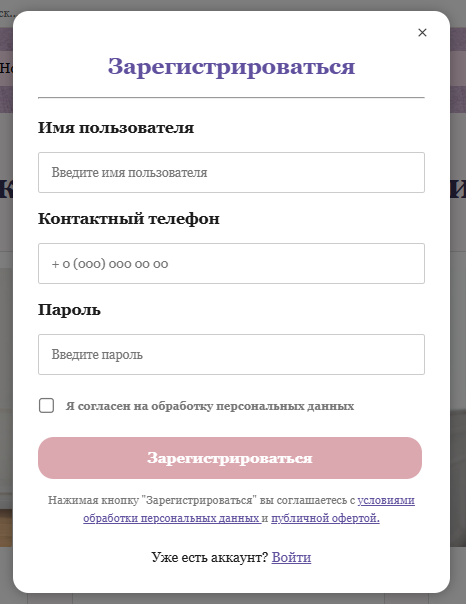 ×
Зарегистрироваться
Имя пользователя
Введите имя пользователя
Контактный телефон
+ 0 (000) 000 00 00
Пароль
Введите пароль
Я согласен на обработку персональных данных
Зарегистрироваться
Нажимая кнопку "Зарегистрироваться" вы соглашаетесь с условиями
обработки персональных данных и публичной офертой.
Уже есть аккаунт? Войти